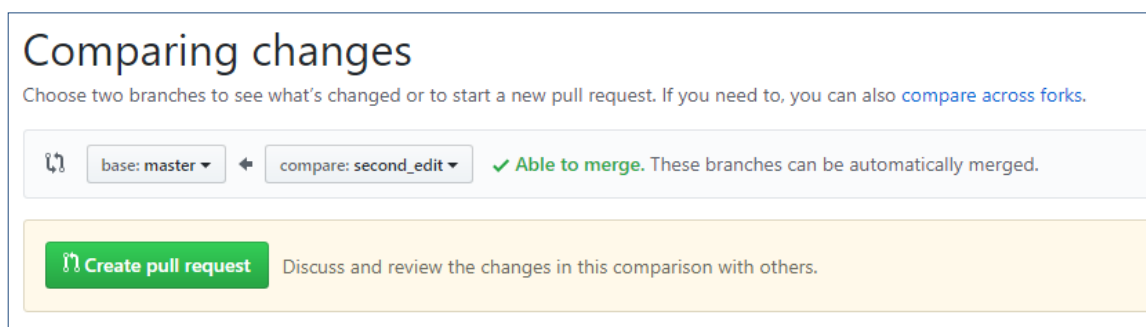 Comparing changes
Choose two branches to see what's changed or to start a new pull request. If you need to, you can also compare across forks.
base: master compare: second_edit Able to merge. These branches can be automatically merged.
Create pull request Discuss and review the changes in this comparison with others.